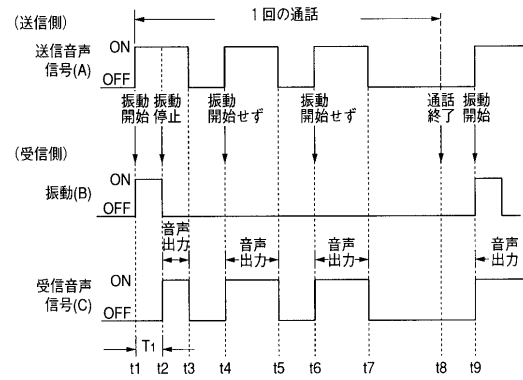 (送信側)
1回の通話
送信音声
信号(A)
ON
OFF
振動
開始
振動
停止
振動
開始せず
振動
開始せず
通話
終了
振動
開始
(受信側)
振動(B)
ON
OFF
音声
出力
音声
出力
音声
出力
音声
出力
受信音声
信号(C)
ON
OFF
T1
t1 t2 t3 t4 t5 t6 t7 t8 t9